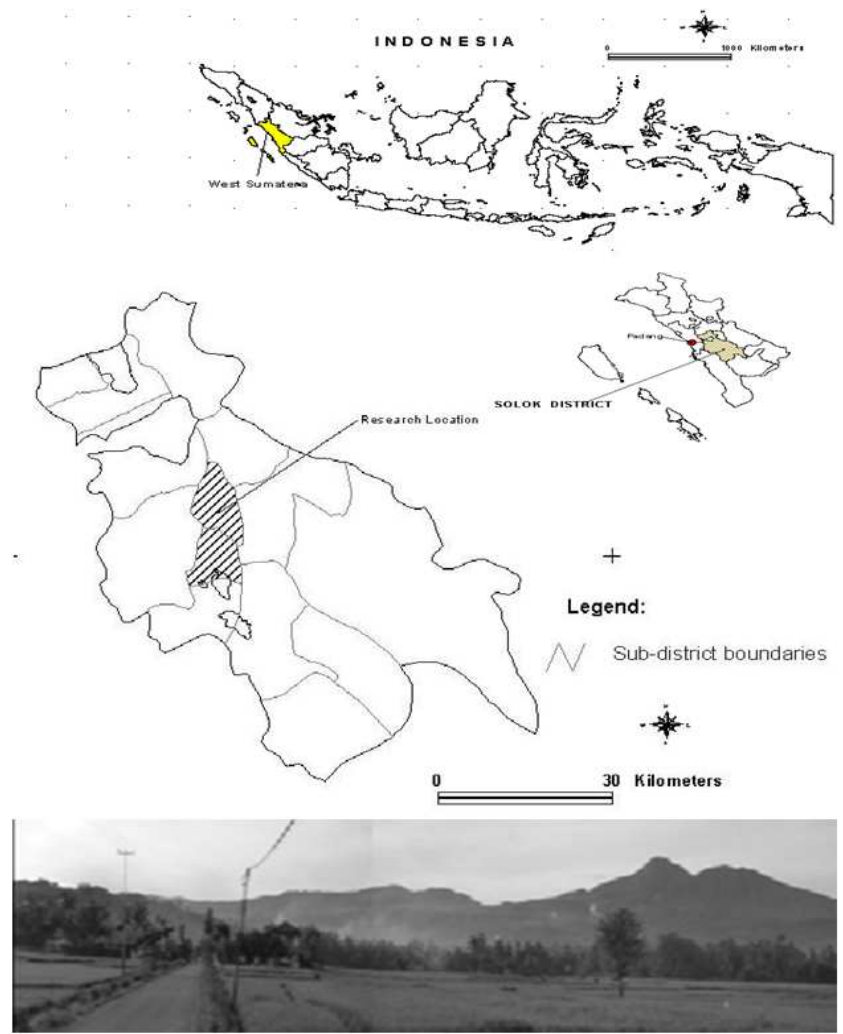 INDONESIA
0 1000 Kilometers
West Sumatera
Padang
SOLOK DISTRICT
Research Location
Legend:
Sub-district boundaries
0 30 Kilometers